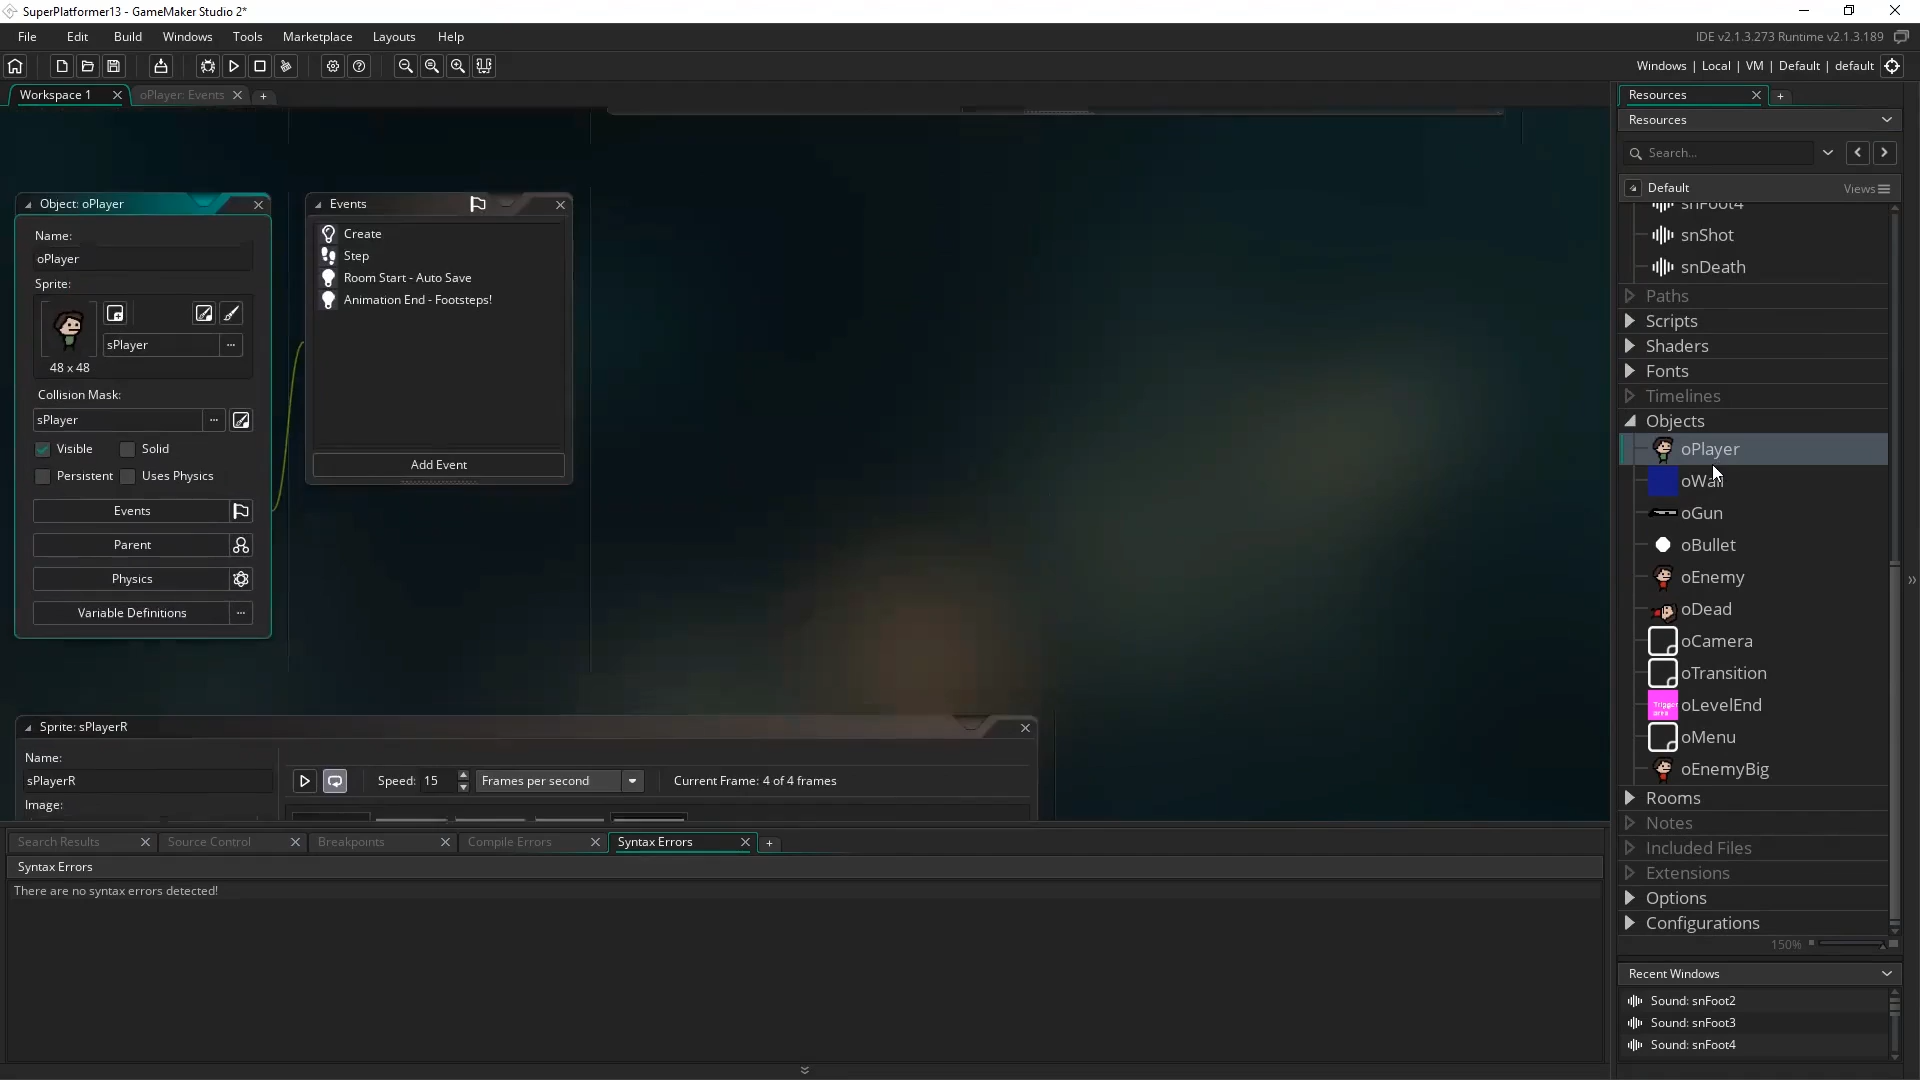 SuperPlatformer13 - GameMaker Studio 2*
File Edit Build Windows Tools Marketplace Layouts Help
IDE v2.1.3.273 Runtime v2.1.3.189
Windows | Local | VM | Default | default
Workspace 1
oPlayer: Events
Resources
Resources
Search...
Default
Views
snFoot4
snShot
snDeath
Paths
Scripts
Shaders
Fonts
Timelines
Objects
oPlayer
oWall
oGun
oBullet
oEnemy
oDead
oCamera
oTransition
oLevelEnd
oMenu
oEnemyBig
Rooms
Notes
Included Files
Extensions
Options
Configurations
150%
Recent Windows
Sound: snFoot2
Sound: snFoot3
Sound: snFoot4
Object: oPlayer
Name:
oPlayer
Sprite:
sPlayer
48 x 48
Collision Mask:
sPlayer
Visible
Solid
Persistent
Uses Physics
Events
Parent
Physics
Variable Definitions
Events
Create
Step
Room Start - Auto Save
Animation End - Footsteps!
Add Event
Sprite: sPlayerR
Name:
sPlayerR
Image:
Speed: 15 Frames per second
Current Frame: 4 of 4 frames
Search Results
Source Control
Breakpoints
Compile Errors
Syntax Errors
Syntax Errors
There are no syntax errors detected!